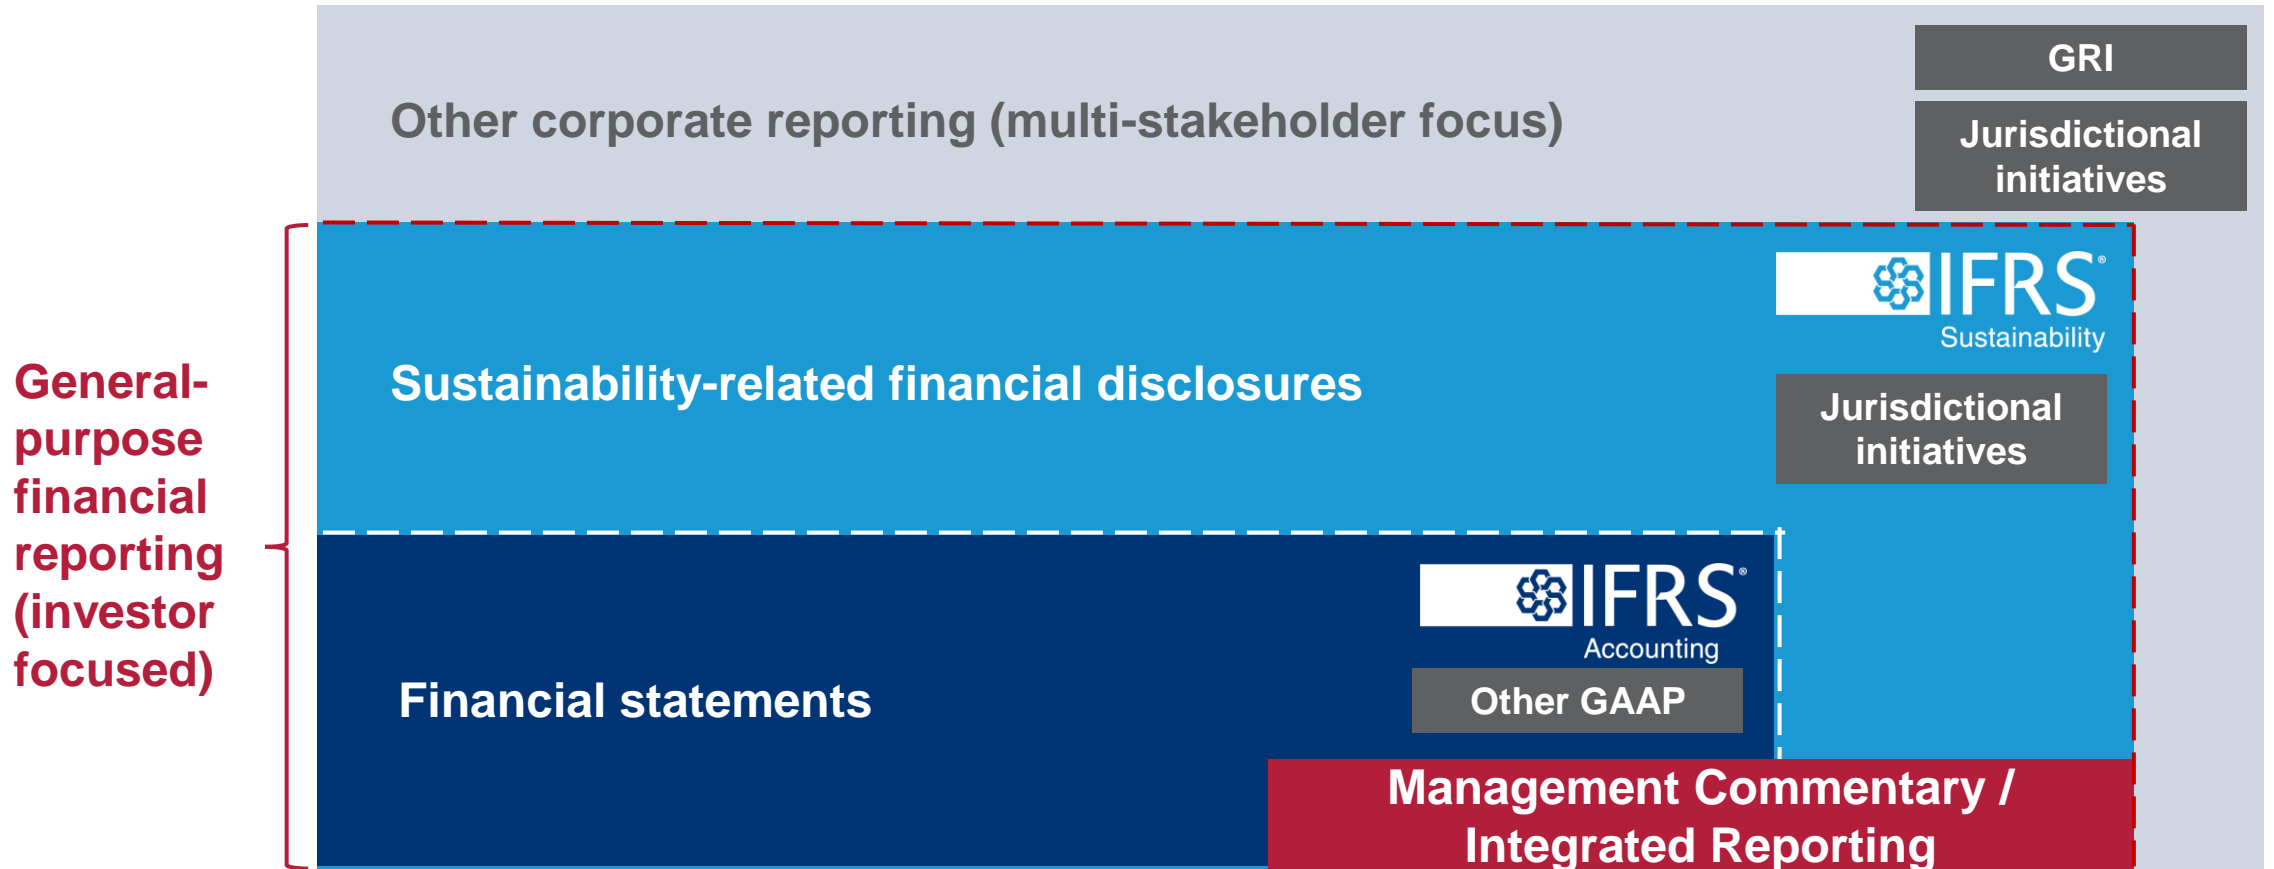 GRI
Other corporate reporting (multi-stakeholder focus)
Jurisdictional
initiatives
General-
purpose
financial
reporting
(investor
focused)
IFRS®
Sustainability
Sustainability-related financial disclosures
Jurisdictional
initiatives
IFRS®
Accounting
Financial statements
Other GAAP
Management Commentary /
Integrated Reporting